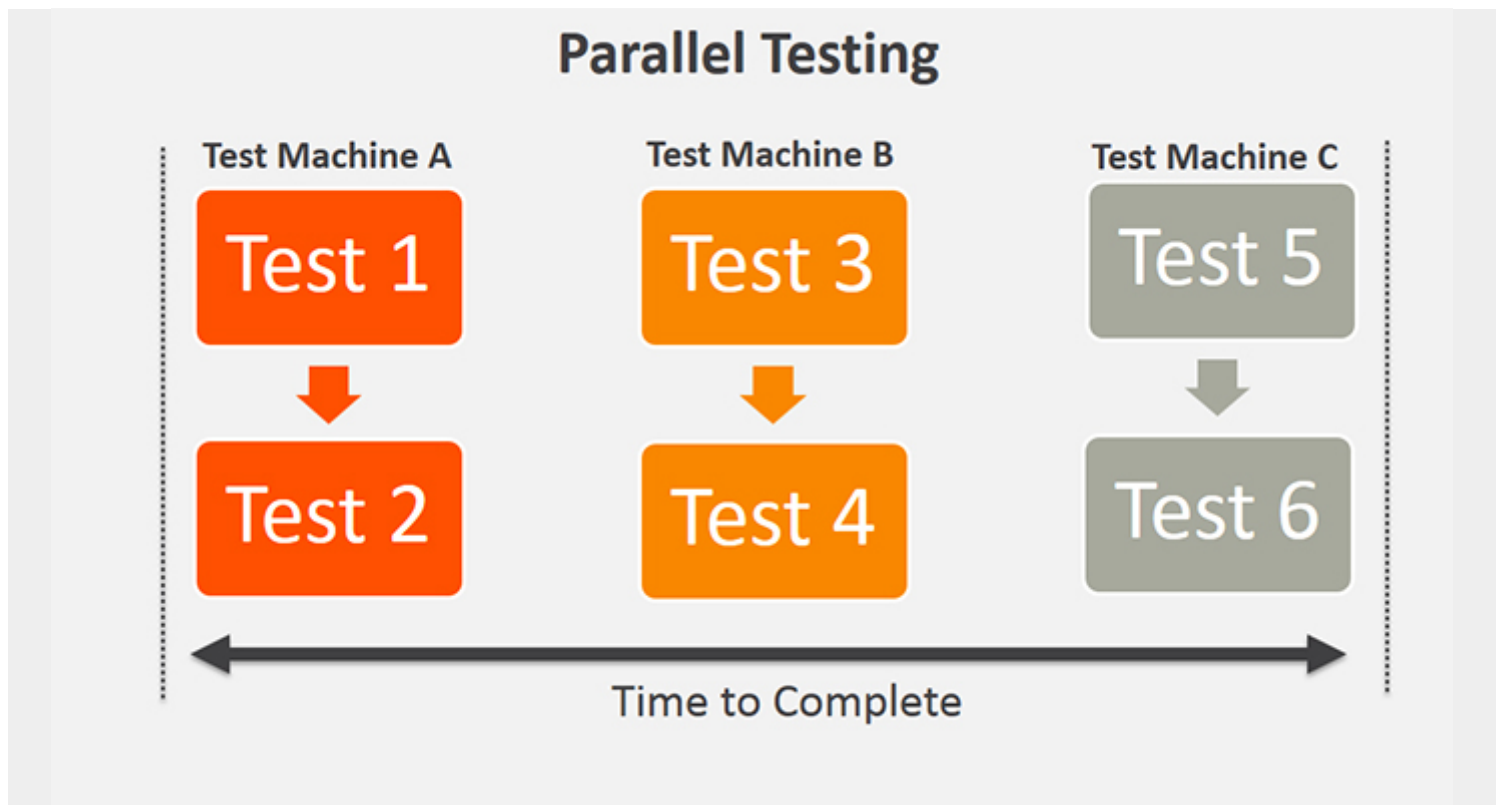 Parallel Testing
Test Machine A
Test Machine B
Test Machine C
Test 1
Test 3
Test 5
Test 2
Test 4
Test 6
Time to Complete